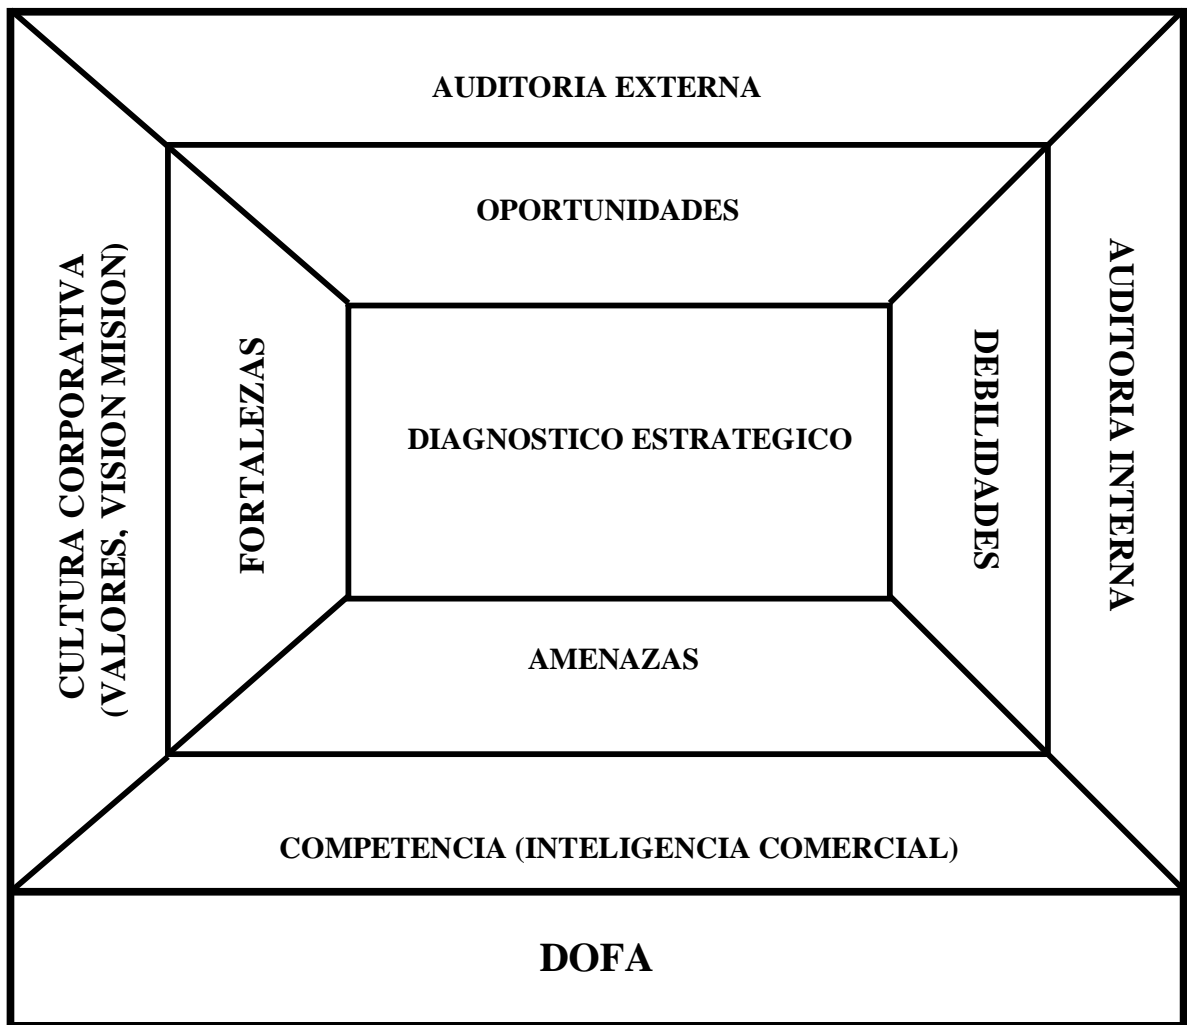 AUDITORIA EXTERNA
OPORTUNIDADES
CULTURA CORPORATIVA
(VALORES, VISION MISION)
FORTALEZAS
DIAGNOSTICO ESTRATEGICO
DEBILIDADES
AUDITORIA INTERNA
AMENAZAS
COMPETENCIA (INTELIGENCIA COMERCIAL)
DOFA